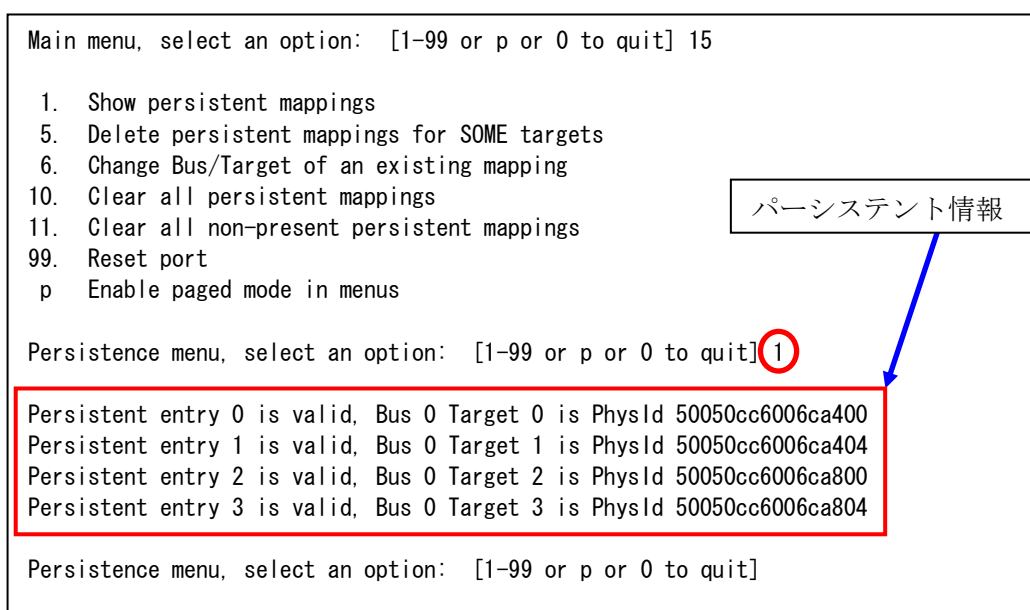 Main menu, select an option:  [1-99 or p or 0 to quit] 15
1.  Show persistent mappings
5.  Delete persistent mappings for SOME targets
6.  Change Bus/Target of an existing mapping
10.  Clear all persistent mappings
11.  Clear all non-present persistent mappings
99.  Reset port
p  Enable paged mode in menus
パーシステント情報
Persistence menu, select an option:  [1-99 or p or 0 to quit] 1
Persistent entry 0 is valid, Bus 0 Target 0 is PhysId 50050cc6006ca400
Persistent entry 1 is valid, Bus 0 Target 1 is PhysId 50050cc6006ca404
Persistent entry 2 is valid, Bus 0 Target 2 is PhysId 50050cc6006ca800
Persistent entry 3 is valid, Bus 0 Target 3 is PhysId 50050cc6006ca804
Persistence menu, select an option:  [1-99 or p or 0 to quit]